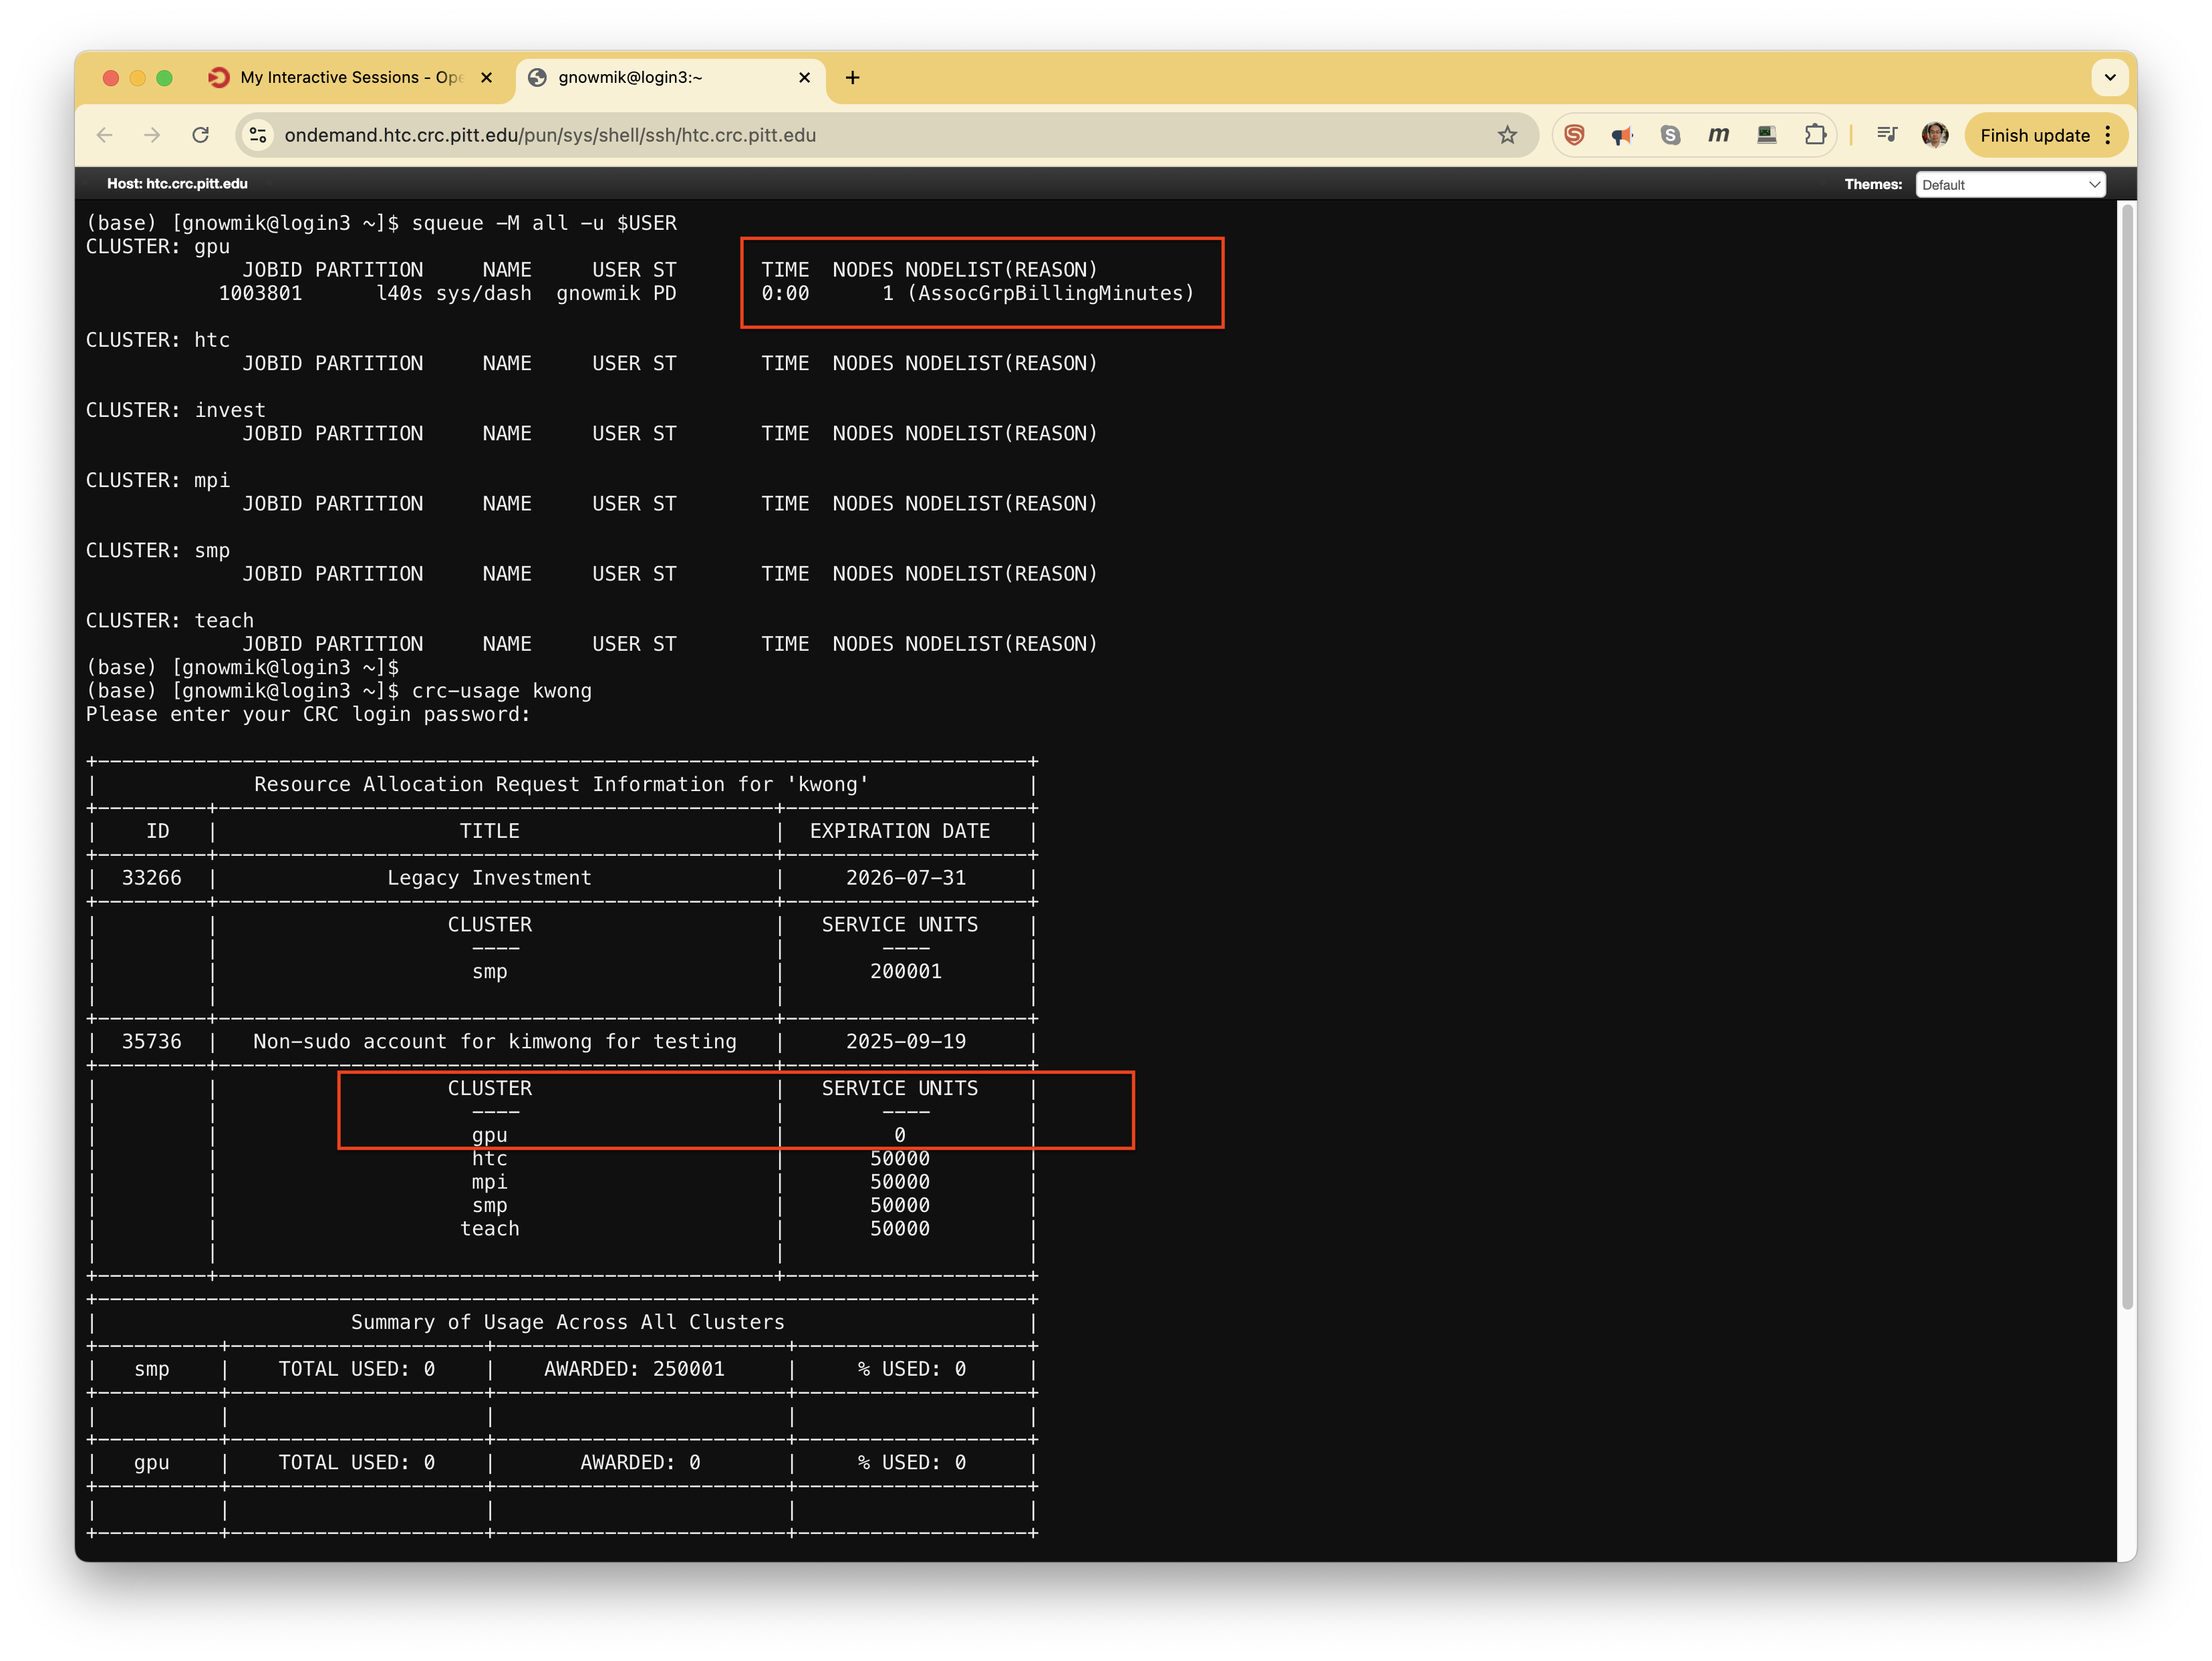 My Interactive Sessions - Ope
gnowmik@login3:~
ondemand.htc.crc.pitt.edu/pun/sys/shell/ssh/htc.crc.pitt.edu
Finish update
Host: htc.crc.pitt.edu
Themes: Default
(base) [gnowmik@login3 ~]$ squeue -M all -u $USER
CLUSTER: gpu
JOBID PARTITION NAME USER ST TIME NODES NODELIST(REASON)
1003801 l40s sys/dash gnowmik PD 0:00 1 (AssocGrpBillingMinutes)
CLUSTER: htc
JOBID PARTITION NAME USER ST TIME NODES NODELIST(REASON)
CLUSTER: invest
JOBID PARTITION NAME USER ST TIME NODES NODELIST(REASON)
CLUSTER: mpi
JOBID PARTITION NAME USER ST TIME NODES NODELIST(REASON)
CLUSTER: smp
JOBID PARTITION NAME USER ST TIME NODES NODELIST(REASON)
CLUSTER: teach
JOBID PARTITION NAME USER ST TIME NODES NODELIST(REASON)
(base) [gnowmik@login3 ~]$
(base) [gnowmik@login3 ~]$ crc-usage kwong
Please enter your CRC login password:
Resource Allocation Request Information for 'kwong'
ID | TITLE | EXPIRATION DATE
33266 | Legacy Investment | 2026-07-31
CLUSTER | SERVICE UNITS
---- | ----
smp | 200001
35736 | Non-sudo account for kimwong for testing | 2025-09-19
CLUSTER | SERVICE UNITS
---- | ----
gpu | 0
htc | 50000
mpi | 50000
smp | 50000
teach | 50000
Summary of Usage Across All Clusters
smp | TOTAL USED: 0 | AWARDED: 250001 | % USED: 0
gpu | TOTAL USED: 0 | AWARDED: 0 | % USED: 0